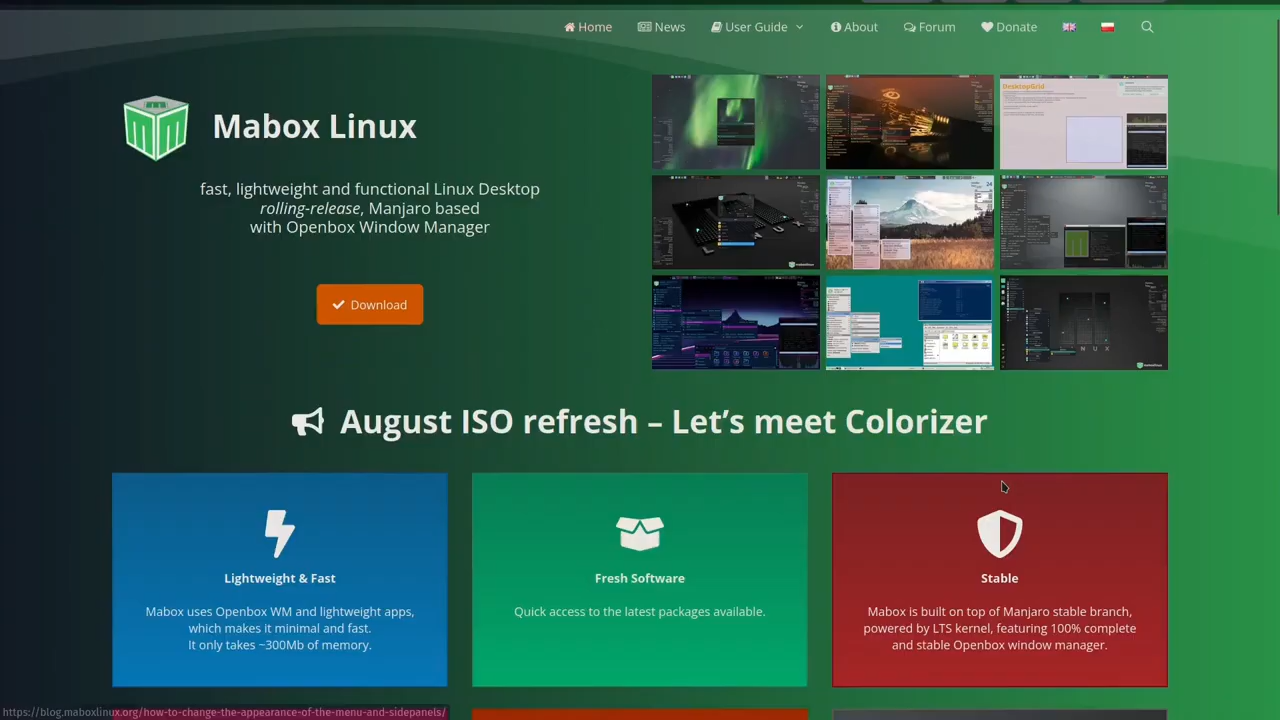 Home
News
User Guide
About
Forum
Donate
Mabox Linux
fast, lightweight and functional Linux Desktop
rolling-release, Manjaro based
with Openbox Window Manager
Download
DesktopGrid
August ISO refresh – Let's meet Colorizer
Lightweight & Fast
Mabox uses Openbox WM and lightweight apps,
which makes it minimal and fast.
It only takes ~300Mb of memory.
Fresh Software
Quick access to the latest packages available.
Stable
Mabox is built on top of Manjaro stable branch,
powered by LTS kernel, featuring 100% complete
and stable Openbox window manager.
https://blog.maboxlinux.org/how-to-change-the-appearance-of-the-menu-and-sidepanels/